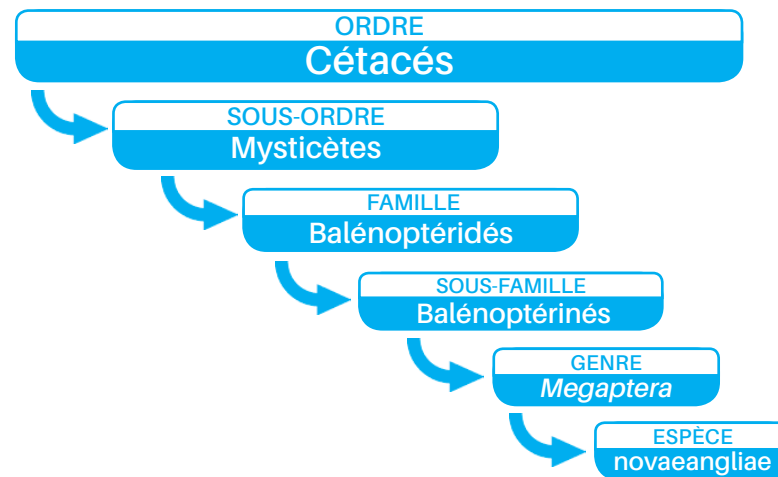 ORDRE
Cétacés
SOUS-ORDRE
Mysticètes
FAMILLE
Balénoptéridés
SOUS-FAMILLE
Balénoptérinés
GENRE
Megaptera
ESPÈCE
novaeangliae